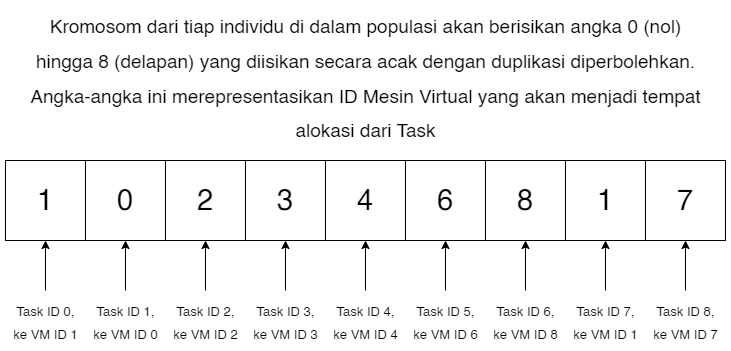 Kromosom dari tiap individu di dalam populasi akan berisikan angka 0 (nol)
hingga 8 (delapan) yang diisikan secara acak dengan duplikasi diperbolehkan.
Angka-angka ini merepresentasikan ID Mesin Virtual yang akan menjadi tempat
alokasi dari Task
1 0 2 3 4 6 8 1 7
Task ID 0, Task ID 1, Task ID 2, Task ID 3, Task ID 4, Task ID 5, Task ID 6, Task ID 7, Task ID 8,
ke VM ID 1 ke VM ID 0 ke VM ID 2 ke VM ID 3 ke VM ID 4 ke VM ID 6 ke VM ID 8 ke VM ID 1 ke VM ID 7